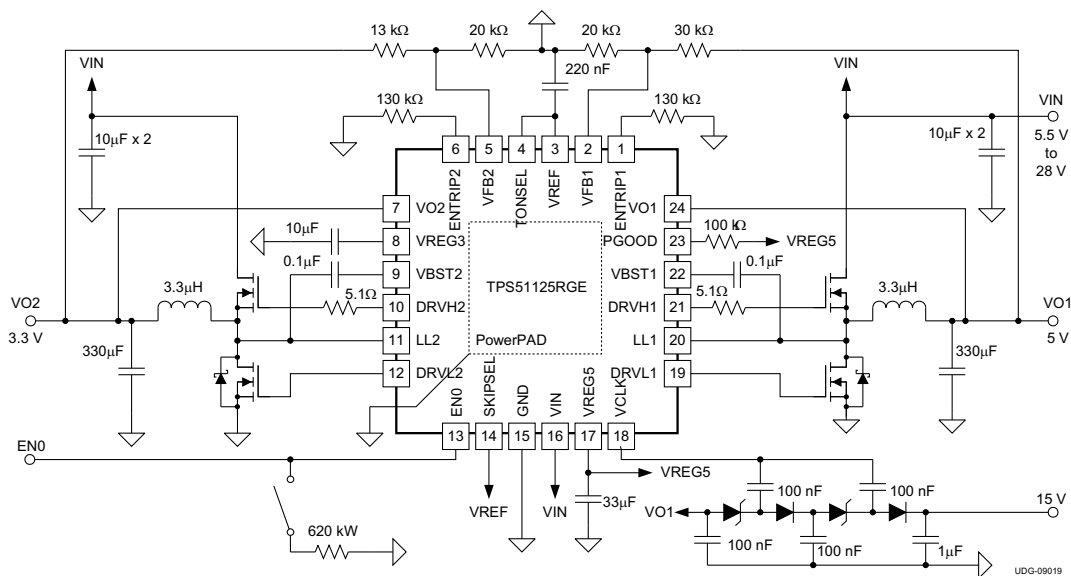 13 kΩ
20 kΩ
20 kΩ
30 kΩ
220 nF
VIN
VIN
130 kΩ
130 kΩ
VIN
5.5 V
to
28 V
10μF x 2
10μF x 2
6
5
4
3
2
1
ENTRIP2
VFB2
TONSEL
VREF
VFB1
ENTRIP1
7
VO2
VO1
24
10μF
8
VREG3
PGOOD
23
100 kΩ
VREG5
0.1μF
9
VBST2
VBST1
22
0.1μF
TPS51125RGE
3.3μH
5.1Ω
10
DRVH2
DRVH1
21
5.1Ω
3.3μH
VO2
3.3 V
VO1
5 V
11
LL2
PowerPAD
LL1
20
330μF
330μF
12
DRVL2
DRVL1
19
EN0
SKIPSEL
GND
VIN
VREG5
VCLK
13
14
15
16
17
18
EN0
VREG5
VREF
VIN
33μF
620 kW
100 nF
100 nF
VO1
15 V
100 nF
100 nF
1μF
UDG-09019